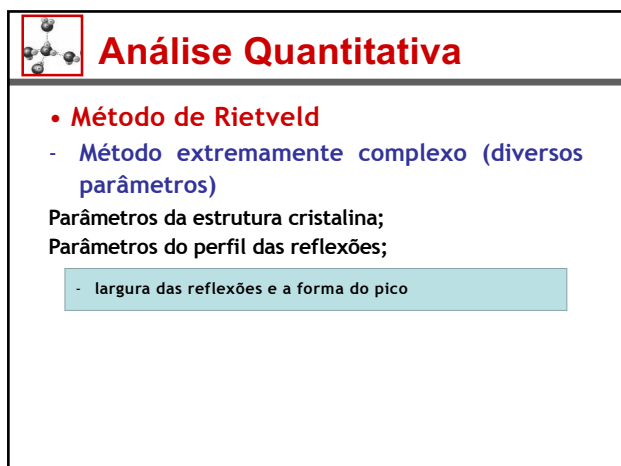 Análise Quantitativa
• Método de Rietveld
- Método extremamente complexo (diversos
parâmetros)
Parâmetros da estrutura cristalina;
Parâmetros do perfil das reflexões;
- largura das reflexões e a forma do pico